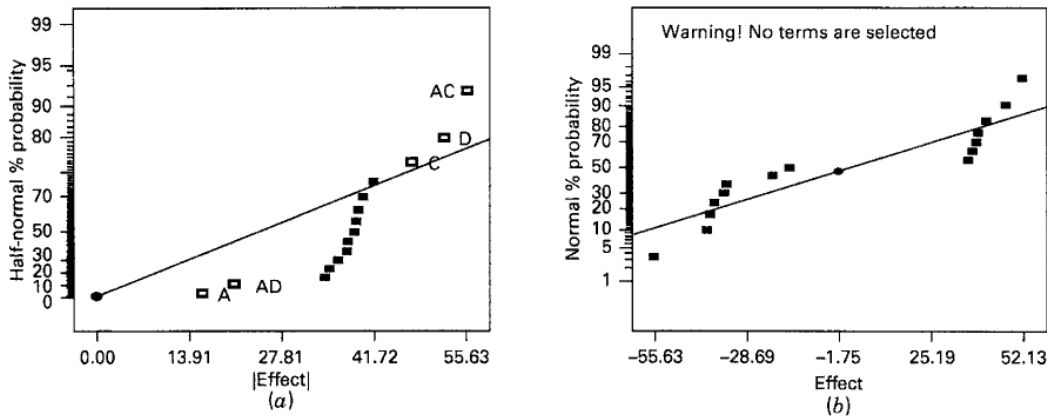 99
95
90
80
70
50
30
20
10
0
Half-normal % probability
AC
D
C
A
AD
0.00 13.91 27.81 41.72 55.63
|Effect|
(a)
Warning! No terms are selected
99
95
90
80
70
50
30
20
10
5
1
Normal % probability
−55.63 −28.69 −1.75 25.19 52.13
Effect
(b)